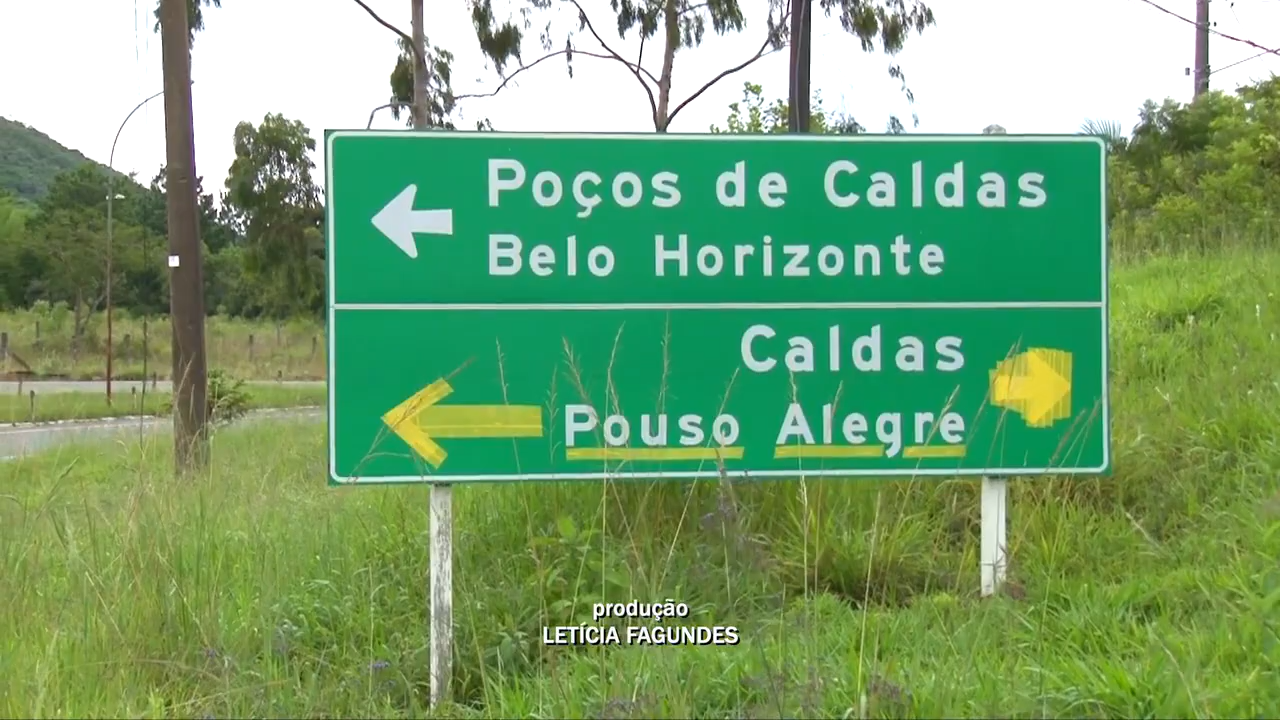 Poços de Caldas
Belo Horizonte
Caldas
Pouso Alegre
produção
LETÍCIA FAGUNDES